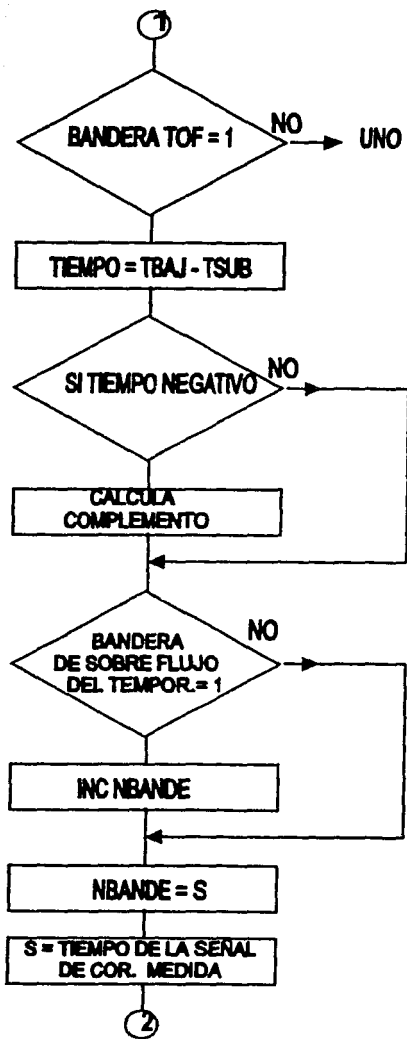 1
BANDERA TOF = 1
NO
UNO
TIEMPO = TBAJ - TSUB
SI TIEMPO NEGATIVO
NO
CALCULA
COMPLEMENTO
BANDERA
DE SOBRE FLUJO
DEL TEMPOR. = 1
NO
INC NBANDE
NBANDE = S
S = TIEMPO DE LA SEÑAL
DE COR. MEDIDA
2